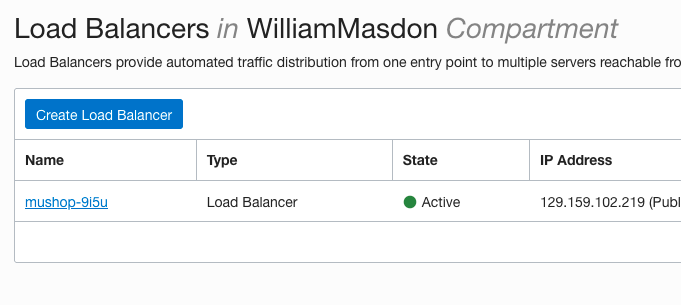 Load Balancers in WilliamMasdon Compartment
Load Balancers provide automated traffic distribution from one entry point to multiple servers reachable fro
Create Load Balancer
Name Type State IP Address
mushop-9i5u Load Balancer Active 129.159.102.219 (Publ